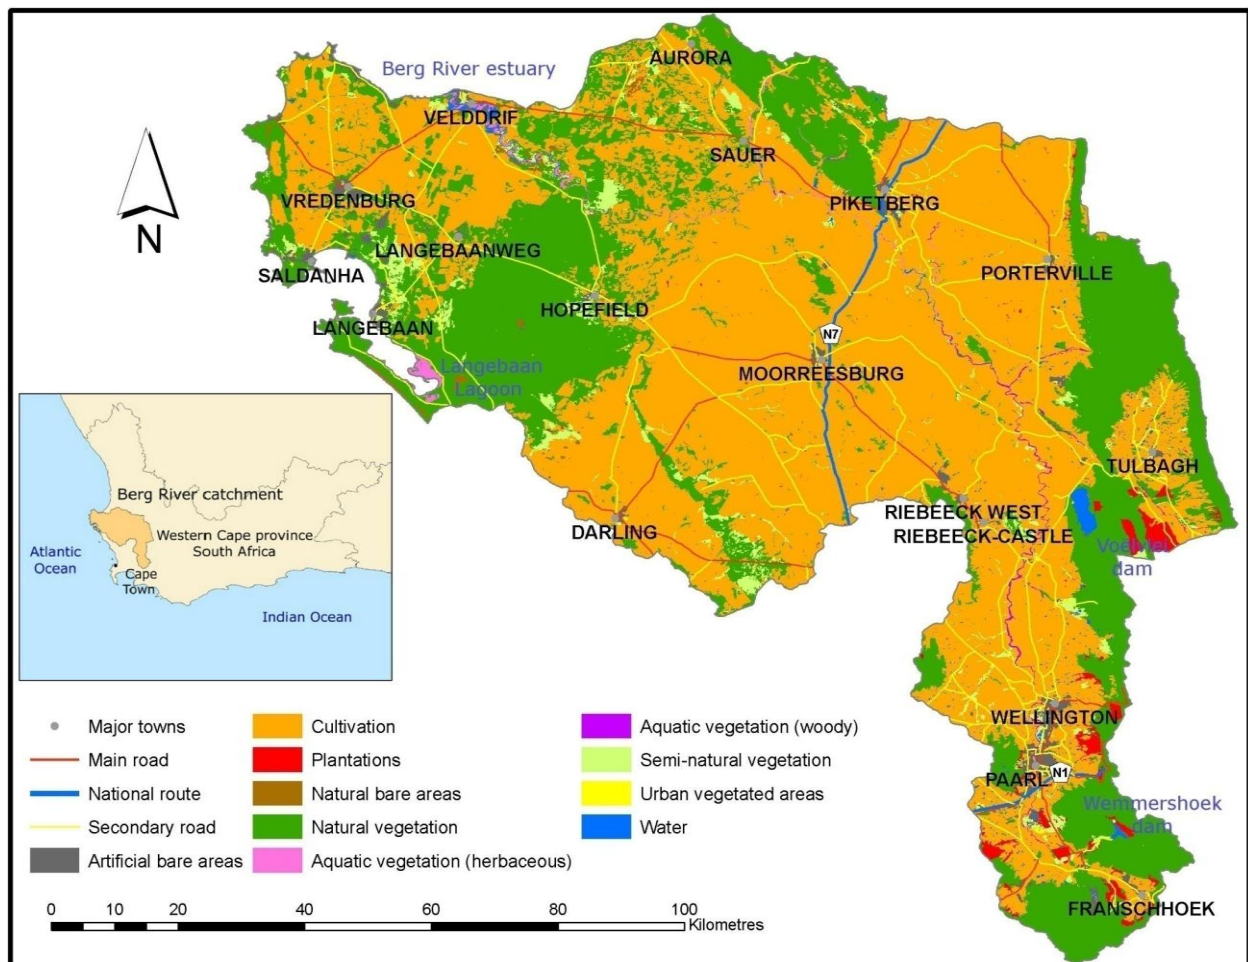 AURORA
Berg River estuary
VELDDRIF
SAUER
VREDENBURG
PIKETBERG
LANGEBAANWEG
SALDANHA
PORTERVILLE
HOPEFIELD
LANGEBAAN
N7
MOORREESBURG
Langebaan
Lagoon
TULBAGH
RIEBEECK WEST
DARLING
RIEBEECK-CASTLE
dam
WELLINGTON
PAARL
N1
Wemmershoek
dam
FRANSCHHOEK
N
Berg River catchment
Western Cape province
South Africa
Atlantic
Ocean
Cape
Town
Indian Ocean
Major towns
Main road
National route
Secondary road
Artificial bare areas
Cultivation
Plantations
Natural bare areas
Natural vegetation
Aquatic vegetation (herbaceous)
Aquatic vegetation (woody)
Semi-natural vegetation
Urban vegetated areas
Water
0 10 20 40 60 80 100
Kilometres